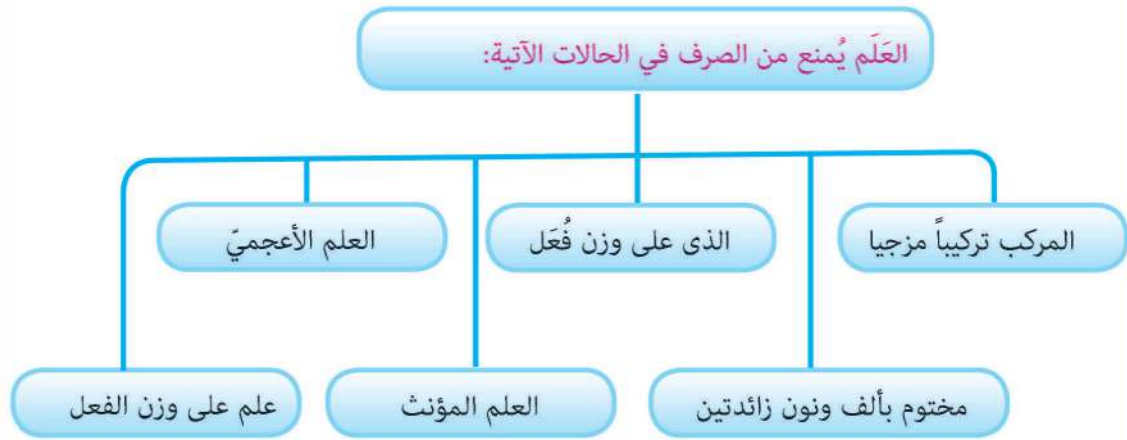 العَلَم يُمنع من الصرف في الحالات الآتية:
المركب تركيباً مزجيا
الذى على وزن فُعَل
العلم الأعجميّ
مختوم بألف ونون زائدتين
العلم المؤنث
علم على وزن الفعل